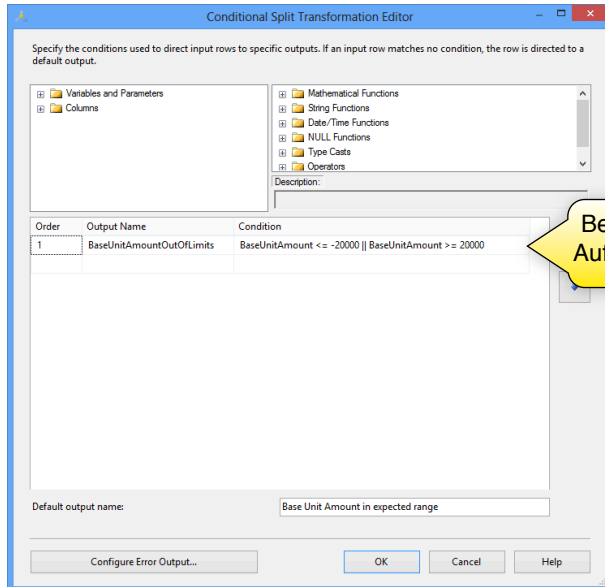 Conditional Split Transformation Editor
Specify the conditions used to direct input rows to specific outputs. If an input row matches no condition, the row is directed to a
default output.
Variables and Parameters
Columns
Mathematical Functions
String Functions
Date/Time Functions
NULL Functions
Type Casts
Operators
Description:
Order Output Name Condition
1 BaseUnitAmountOutOfLimits BaseUnitAmount <= -20000 || BaseUnitAmount >= 20000
Default output name: Base Unit Amount in expected range
Configure Error Output... OK Cancel Help